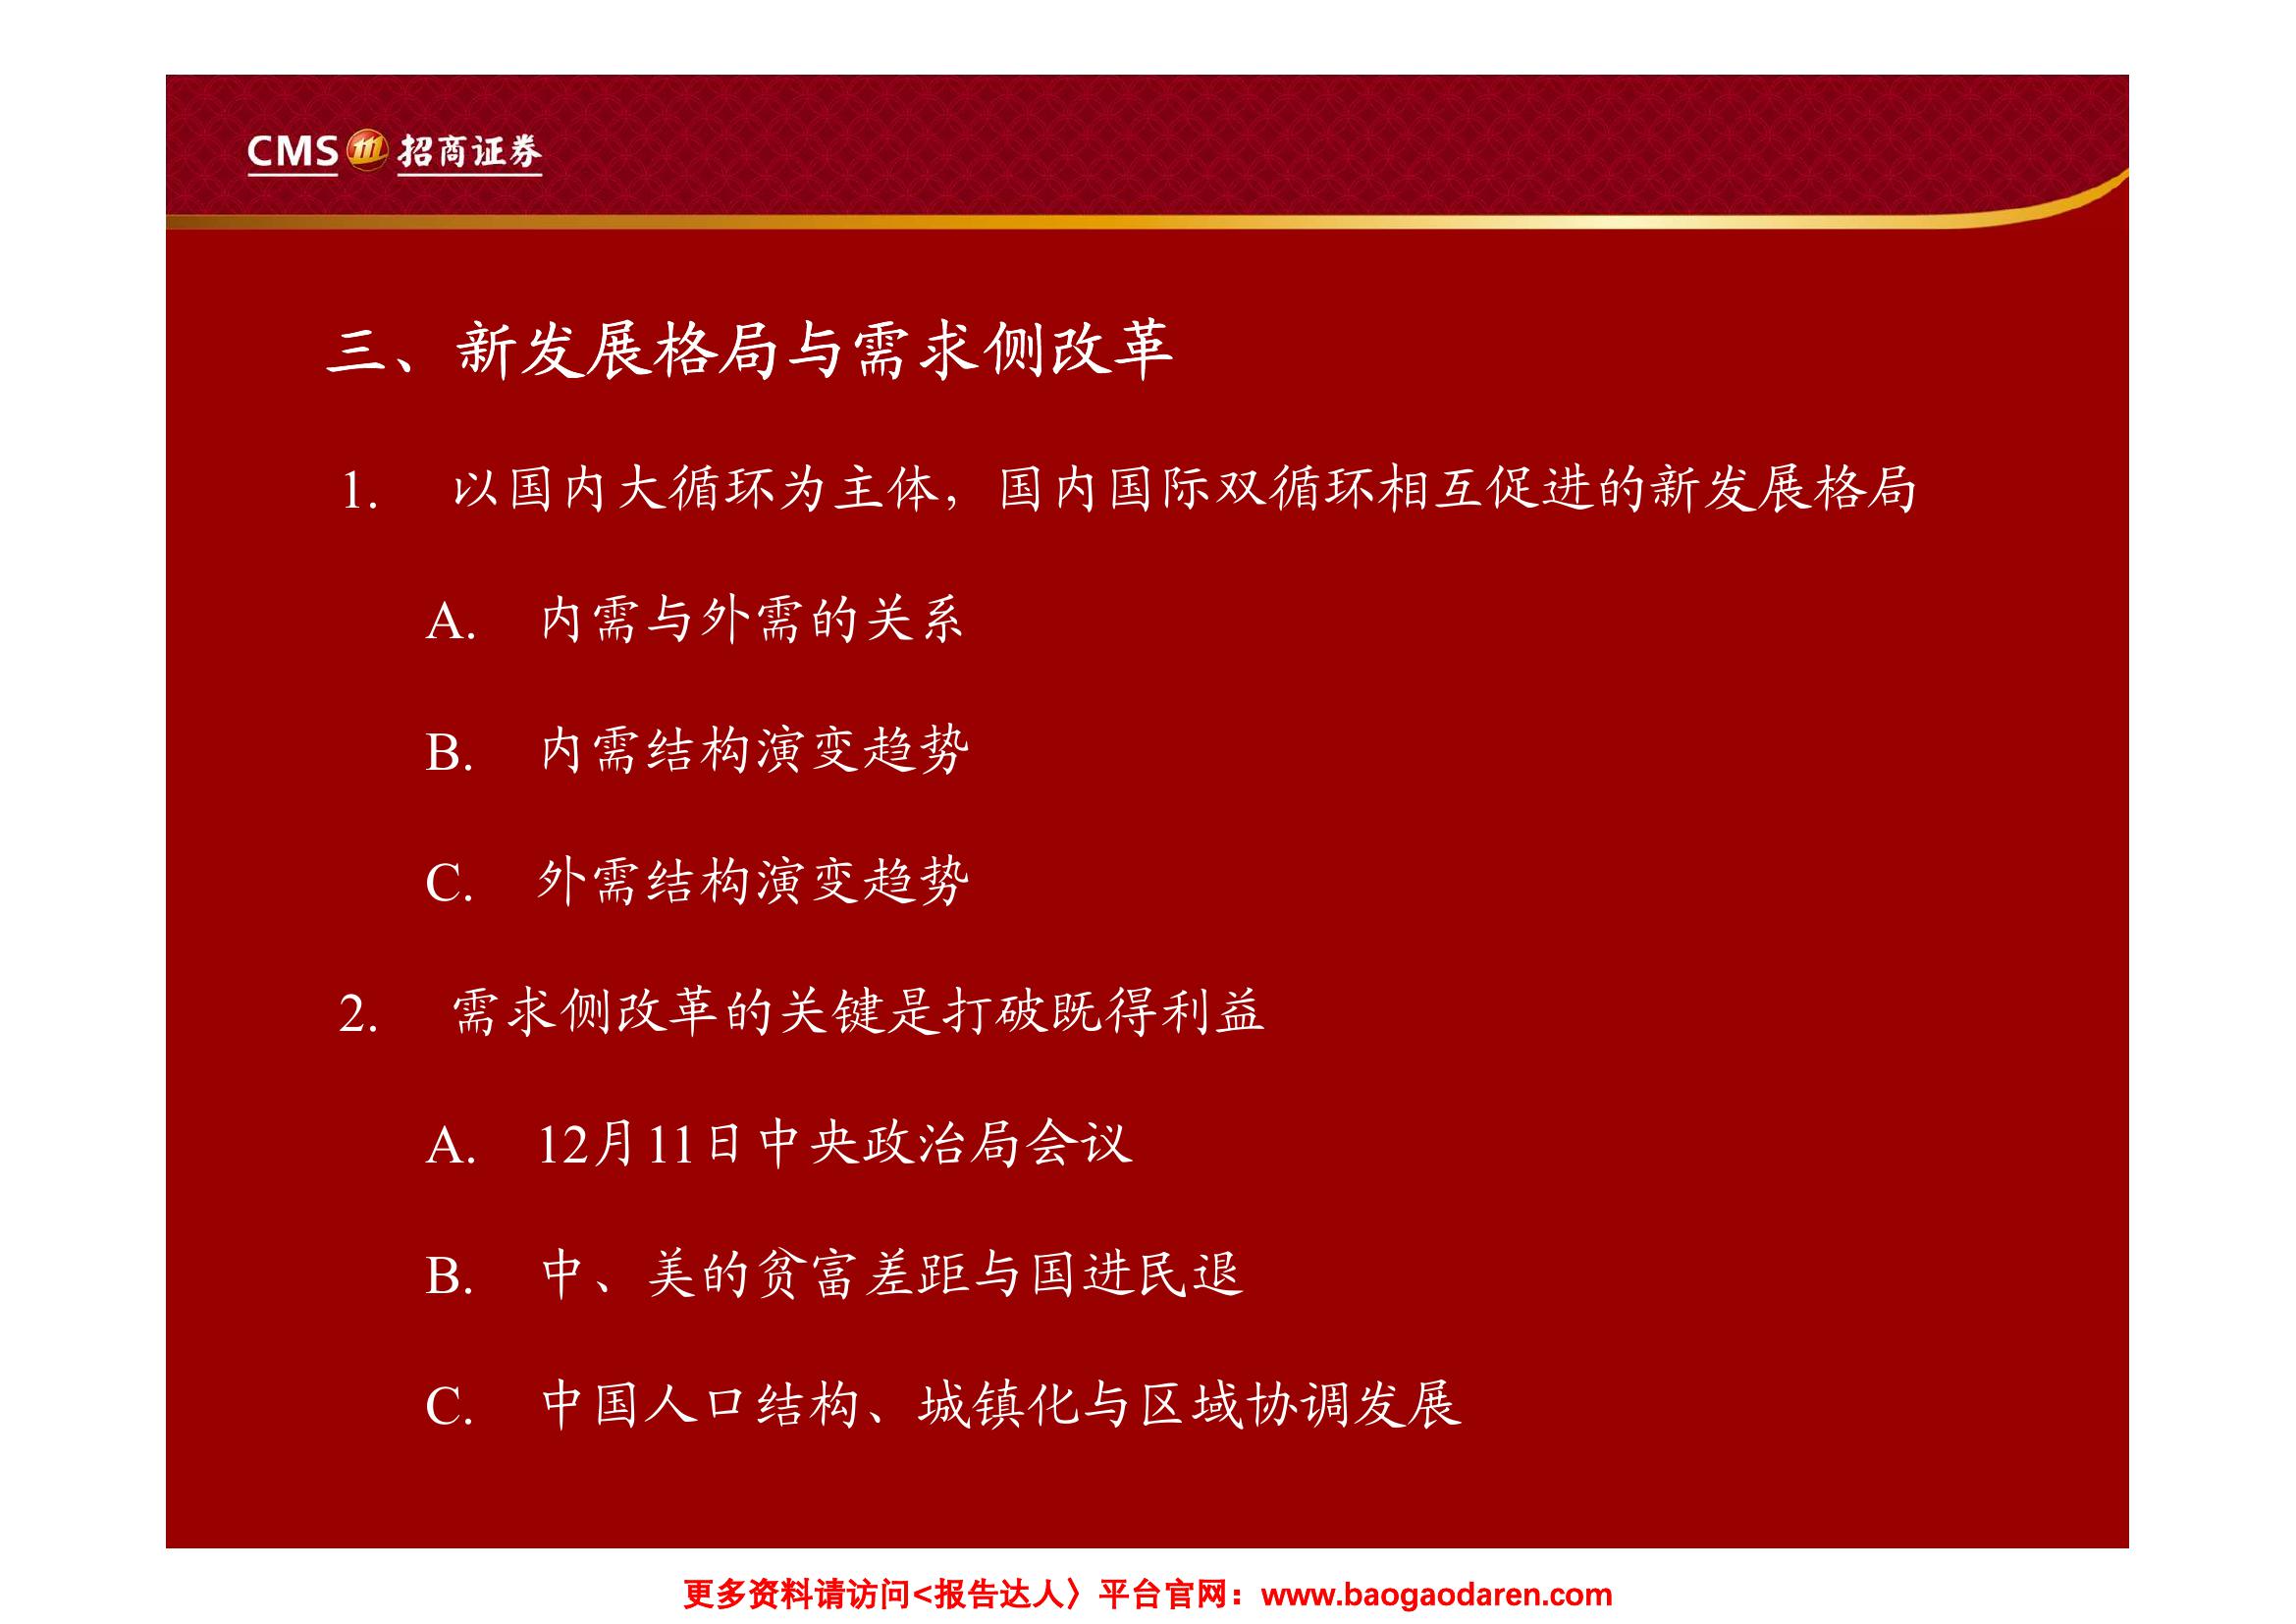 CMS 招商证券
三、新发展格局与需求侧改革
1. 以国内大循环为主体，国内国际双循环相互促进的新发展格局
A. 内需与外需的关系
B. 内需结构演变趋势
C. 外需结构演变趋势
2. 需求侧改革的关键是打破既得利益
A. 12月11日中央政治局会议
B. 中、美的贫富差距与国进民退
C. 中国人口结构、城镇化与区域协调发展
更多资料请访问<报告达人〉平台官网：www.baogaodaren.com